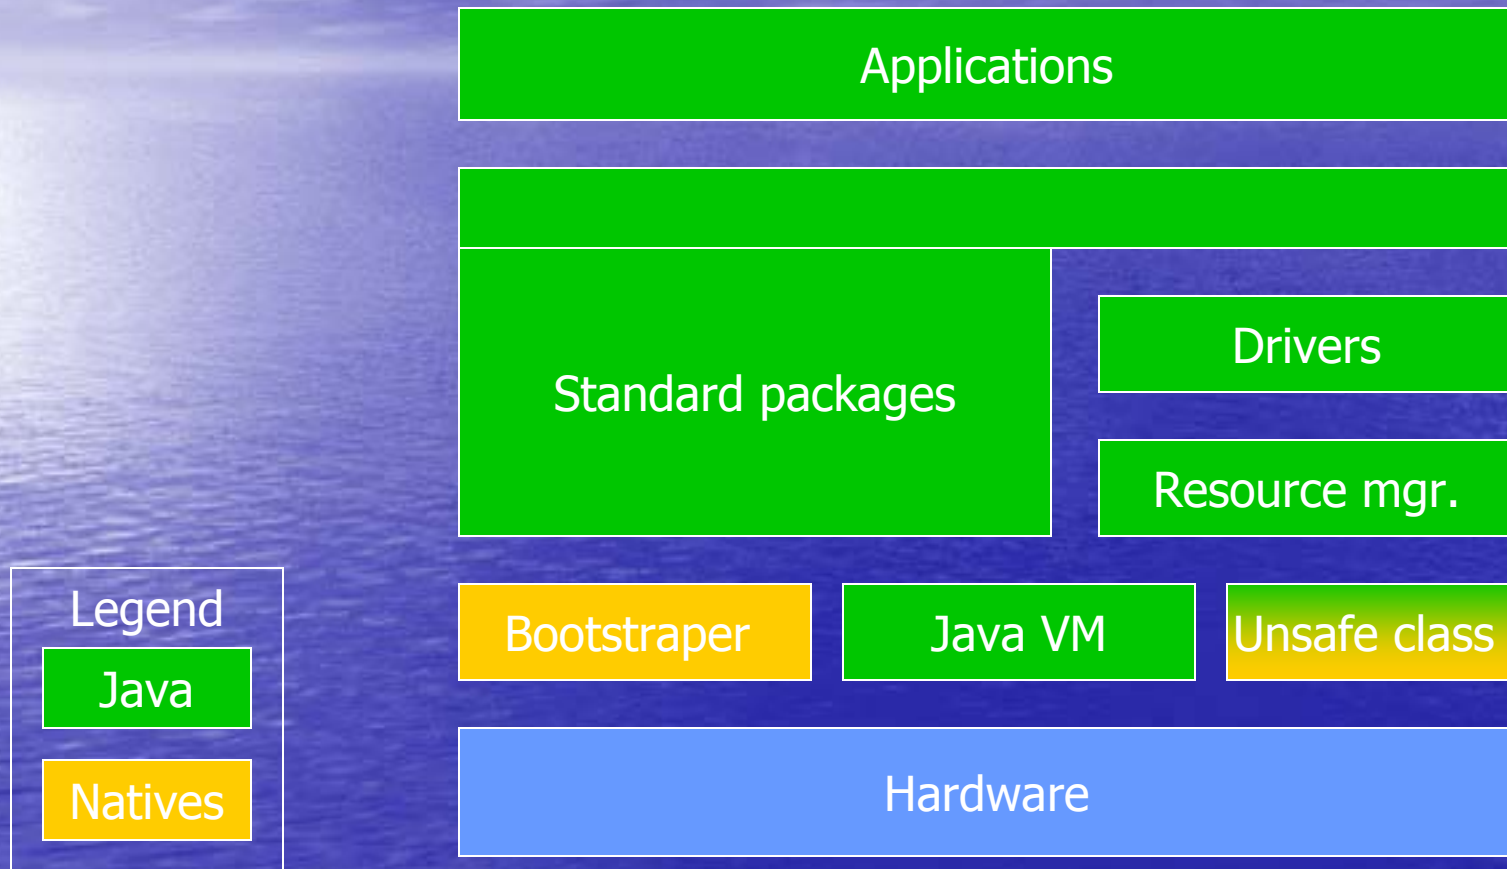 Applications
Standard packages
Drivers
Resource mgr.
Legend
Java
Natives
Bootstraper
Java VM
Unsafe class
Hardware